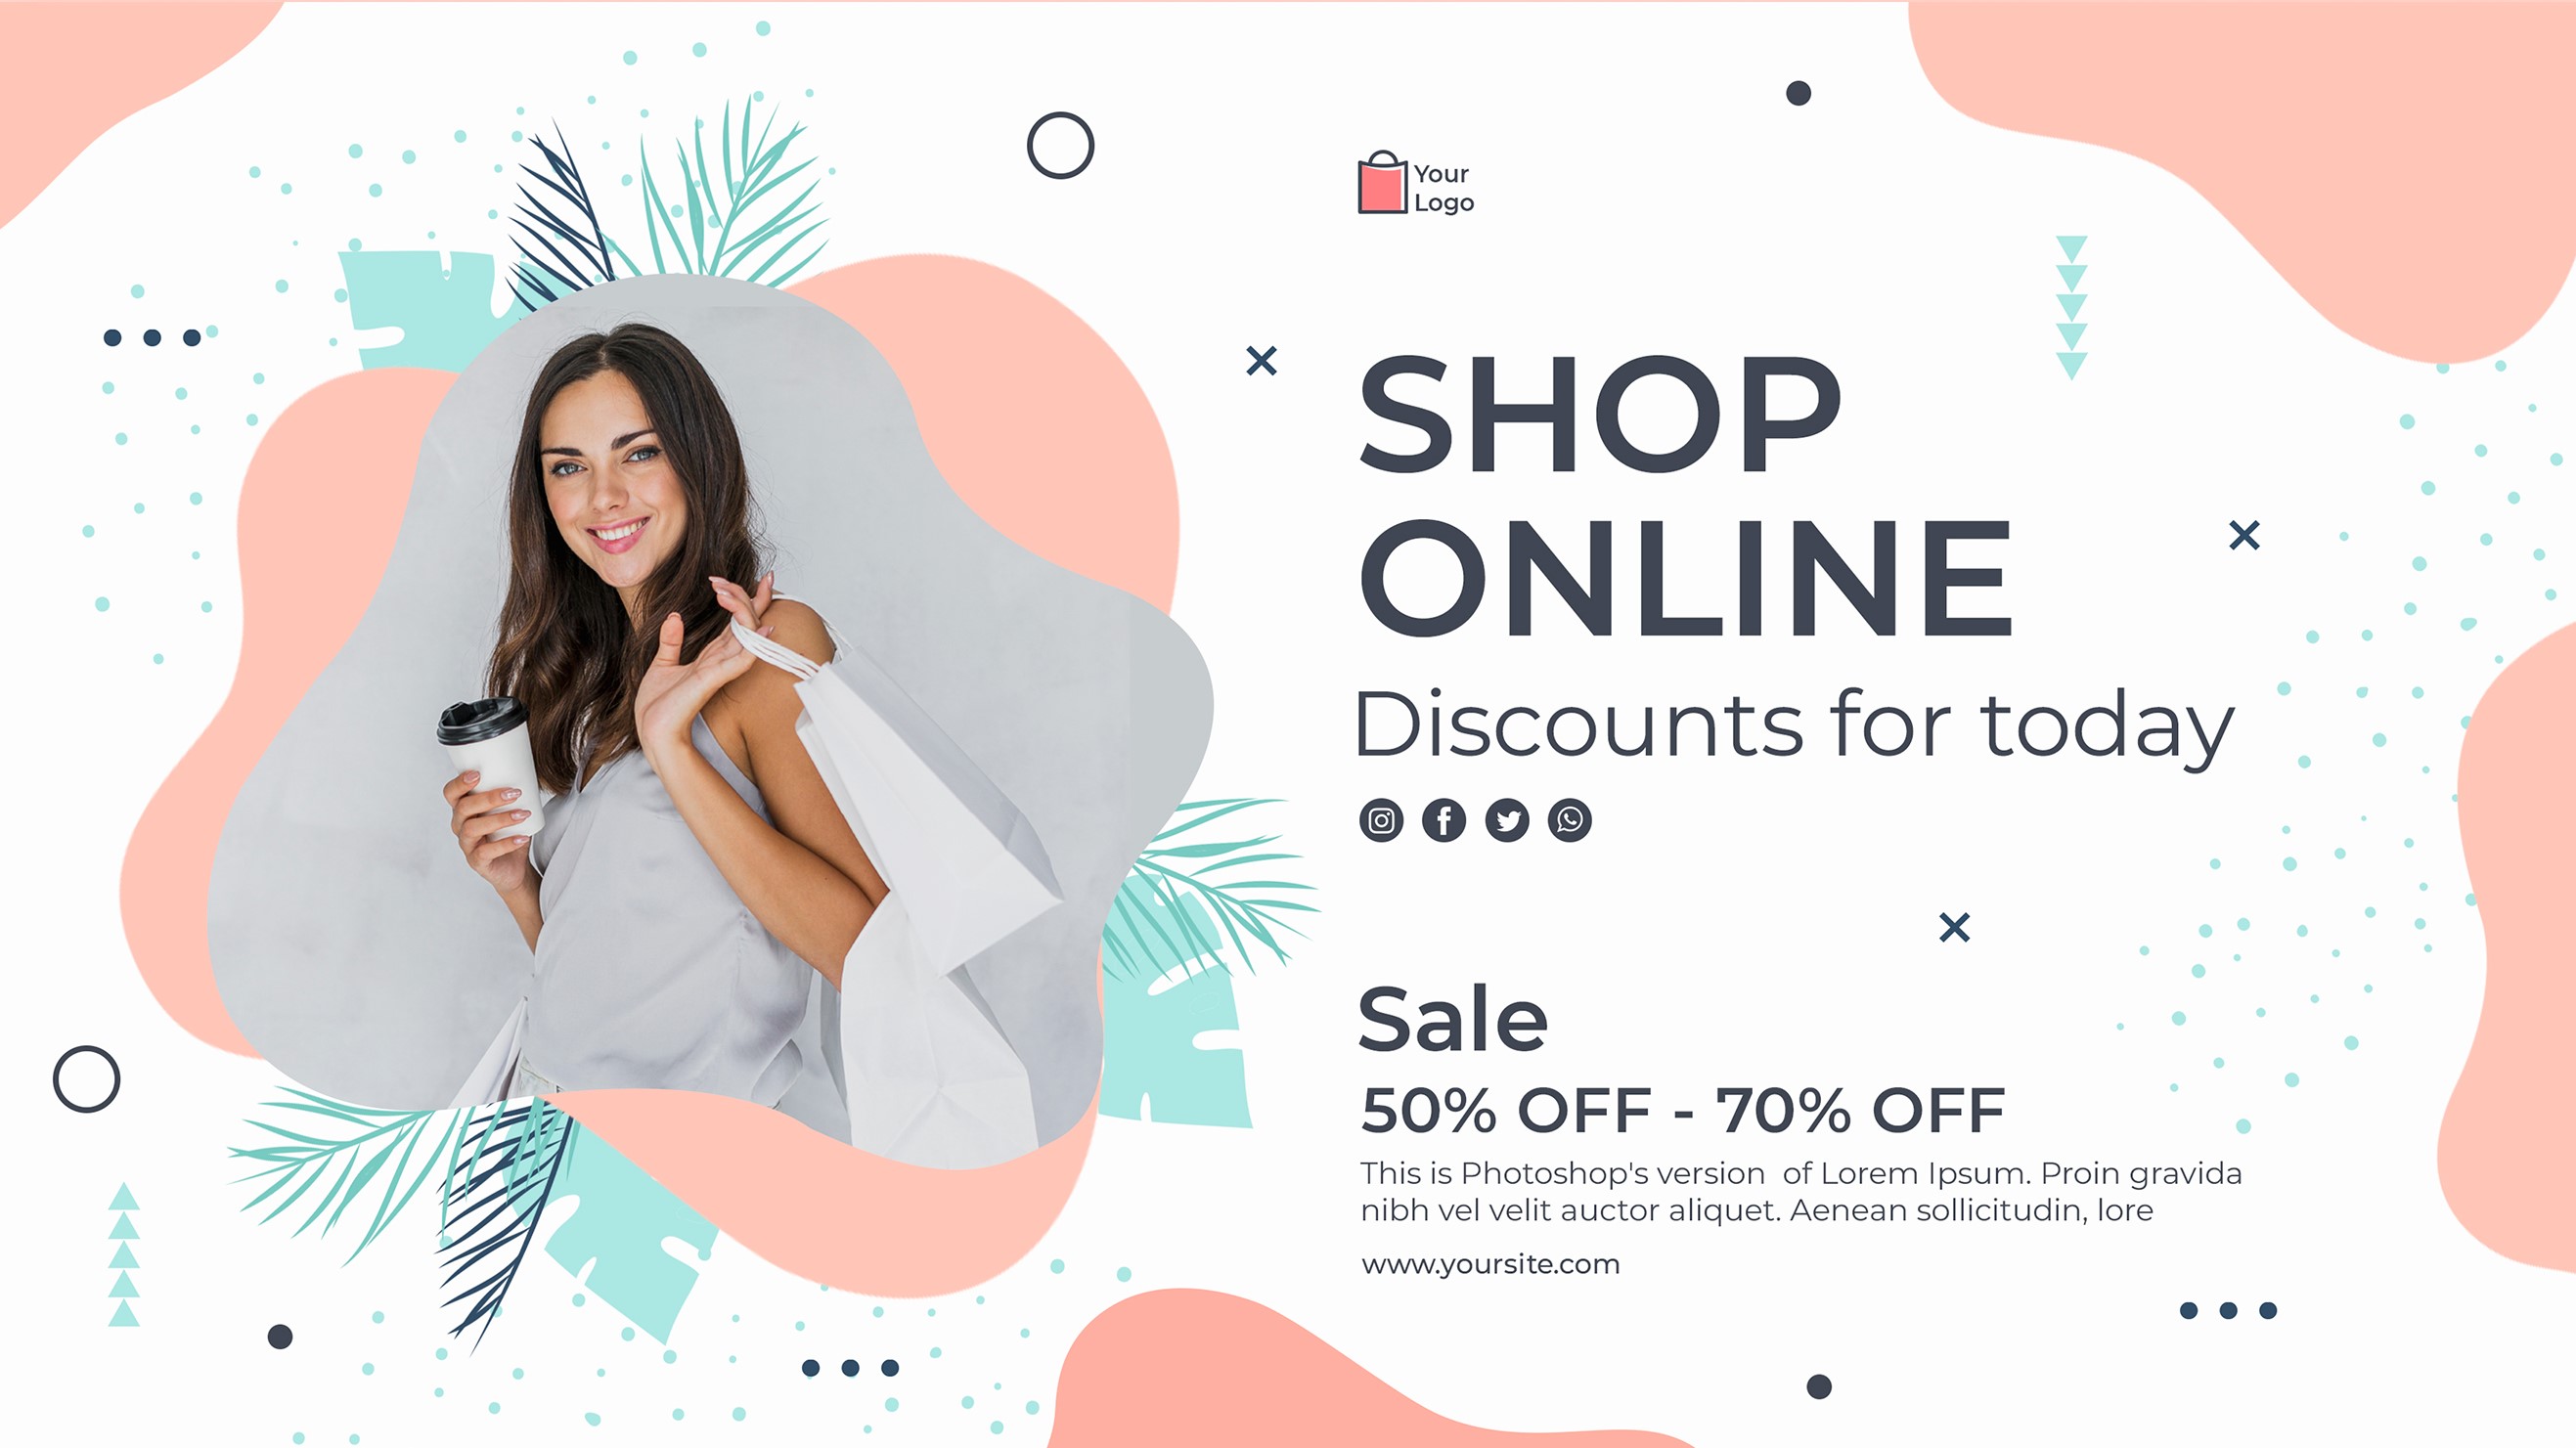 Your
Logo
SHOP
ONLINE
Discounts for today
Sale
50% OFF - 70% OFF
This is Photoshop's version  of Lorem Ipsum. Proin gravida
nibh vel velit auctor aliquet. Aenean sollicitudin, lore
www.yoursite.com